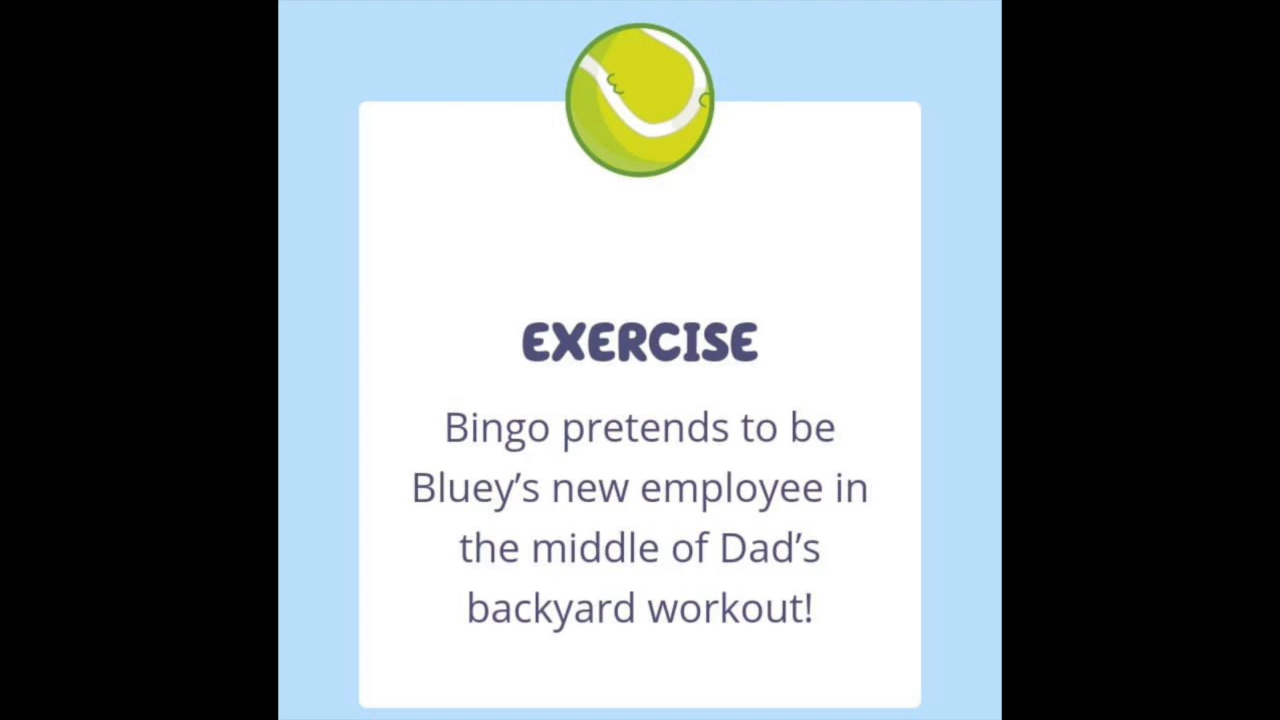 EXERCISE
Bingo pretends to be
Bluey’s new employee in
the middle of Dad’s
backyard workout!